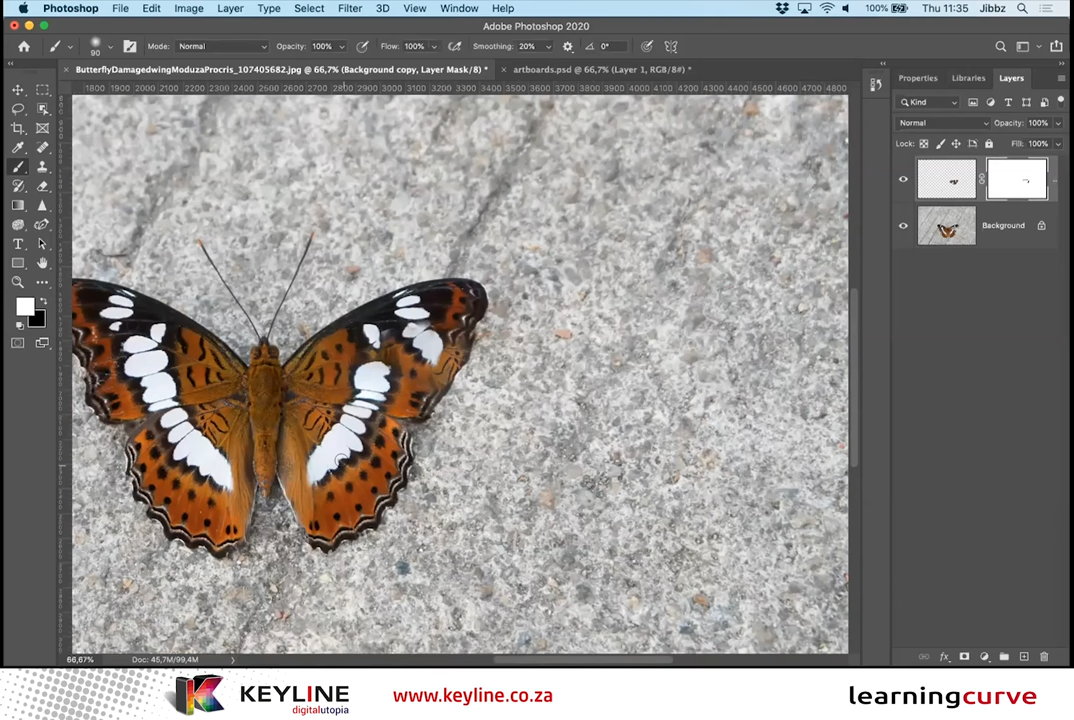 Photoshop File Edit Image Layer Type Select Filter 3D View Window Help 100% Thu 11:35 Jibbz
Adobe Photoshop 2020
90 Mode: Normal Opacity: 100% Flow: 100% Smoothing: 20% 0°
× ButterflyDamagedwingModuzaProcris_107405682.jpg @ 66,7% (Background copy, Layer Mask/8) * × artboards.psd @ 66,7% (Layer 1, RGB/8#) *
Properties Libraries Layers
1800 1900 2000 2100 2200 2300 2400 2500 2600 2700 2800 2900 3000 3100 3200 3300 3400 3500 3600 3700 3800 3900 4000 4100 4200 4300 4400 4500 4600 4700 4800
Kind
Normal Opacity: 100%
Lock: Fill: 100%
Background
66,67% Doc: 45,7M/99,4M
fx
KEYLINE
digitalutopia
www.keyline.co.za
learningcurve